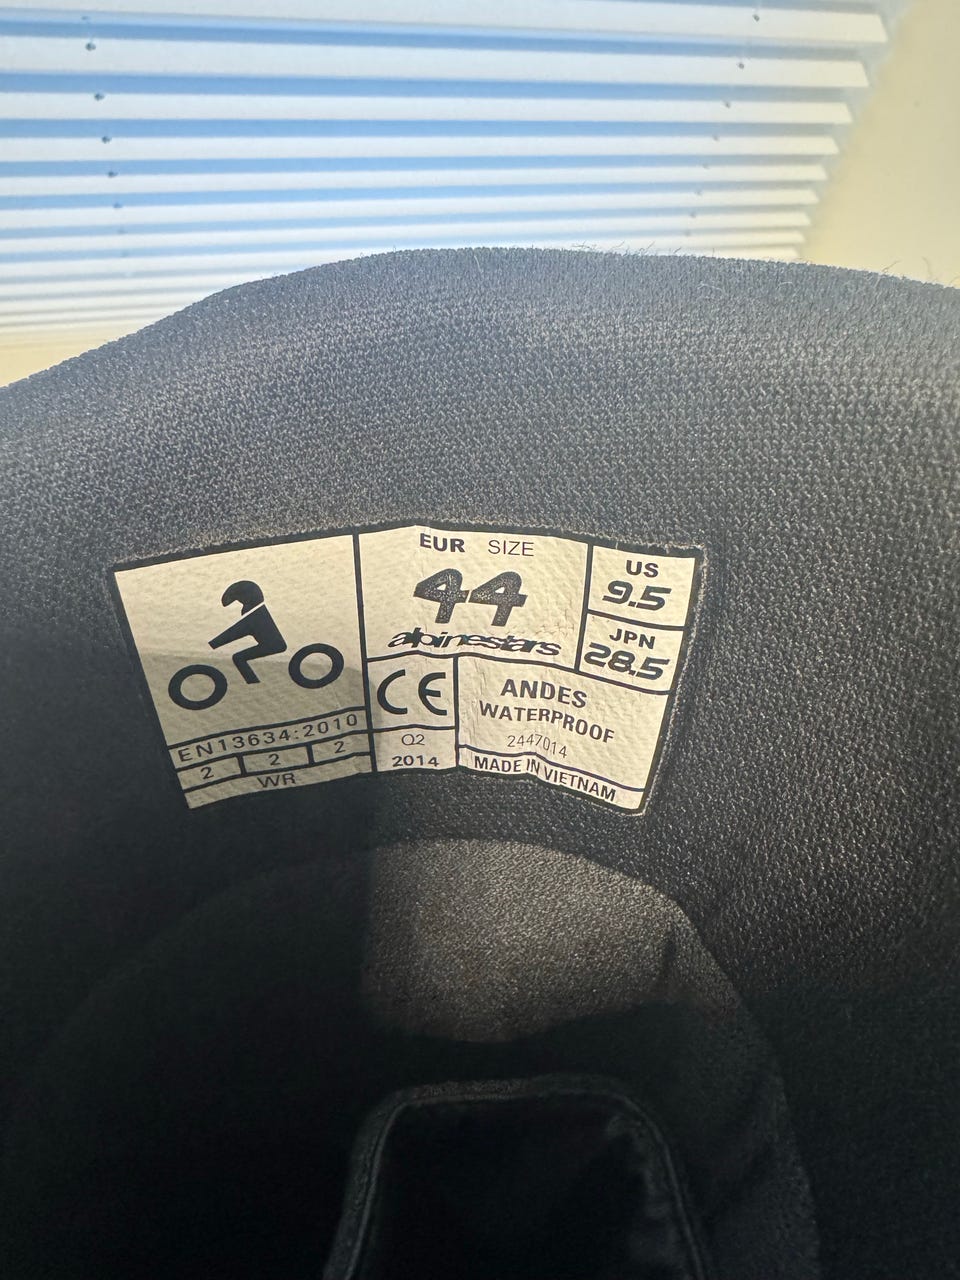 EUR SIZE
44
alpinestars
US
9.5
JPN
28.5
EN13634:2010
2 2 2
WR
CE
Q2
2014
ANDES
WATERPROOF
2447014
MADE IN VIETNAM